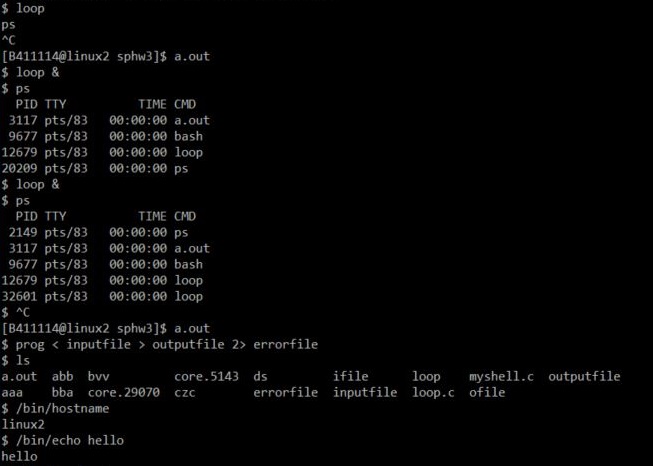 $ loop
ps
^C
[B411114@linux2 sphw3]$ a.out
$ loop &
$ ps
  PID TTY          TIME CMD
 3117 pts/83   00:00:00 a.out
 9677 pts/83   00:00:00 bash
12679 pts/83   00:00:00 loop
20209 pts/83   00:00:00 ps
$ loop &
$ ps
  PID TTY          TIME CMD
 2149 pts/83   00:00:00 ps
 3117 pts/83   00:00:00 a.out
 9677 pts/83   00:00:00 bash
12679 pts/83   00:00:00 loop
32601 pts/83   00:00:00 loop
$ ^C
[B411114@linux2 sphw3]$ a.out
$ prog < inputfile > outputfile 2> errorfile
$ ls
a.out  abb  bvv         core.5143  ds         ifile      loop    myshell.c  outputfile
aaa    bba  core.29070  czc        errorfile  inputfile  loop.c  ofile
$ /bin/hostname
linux2
$ /bin/echo hello
hello